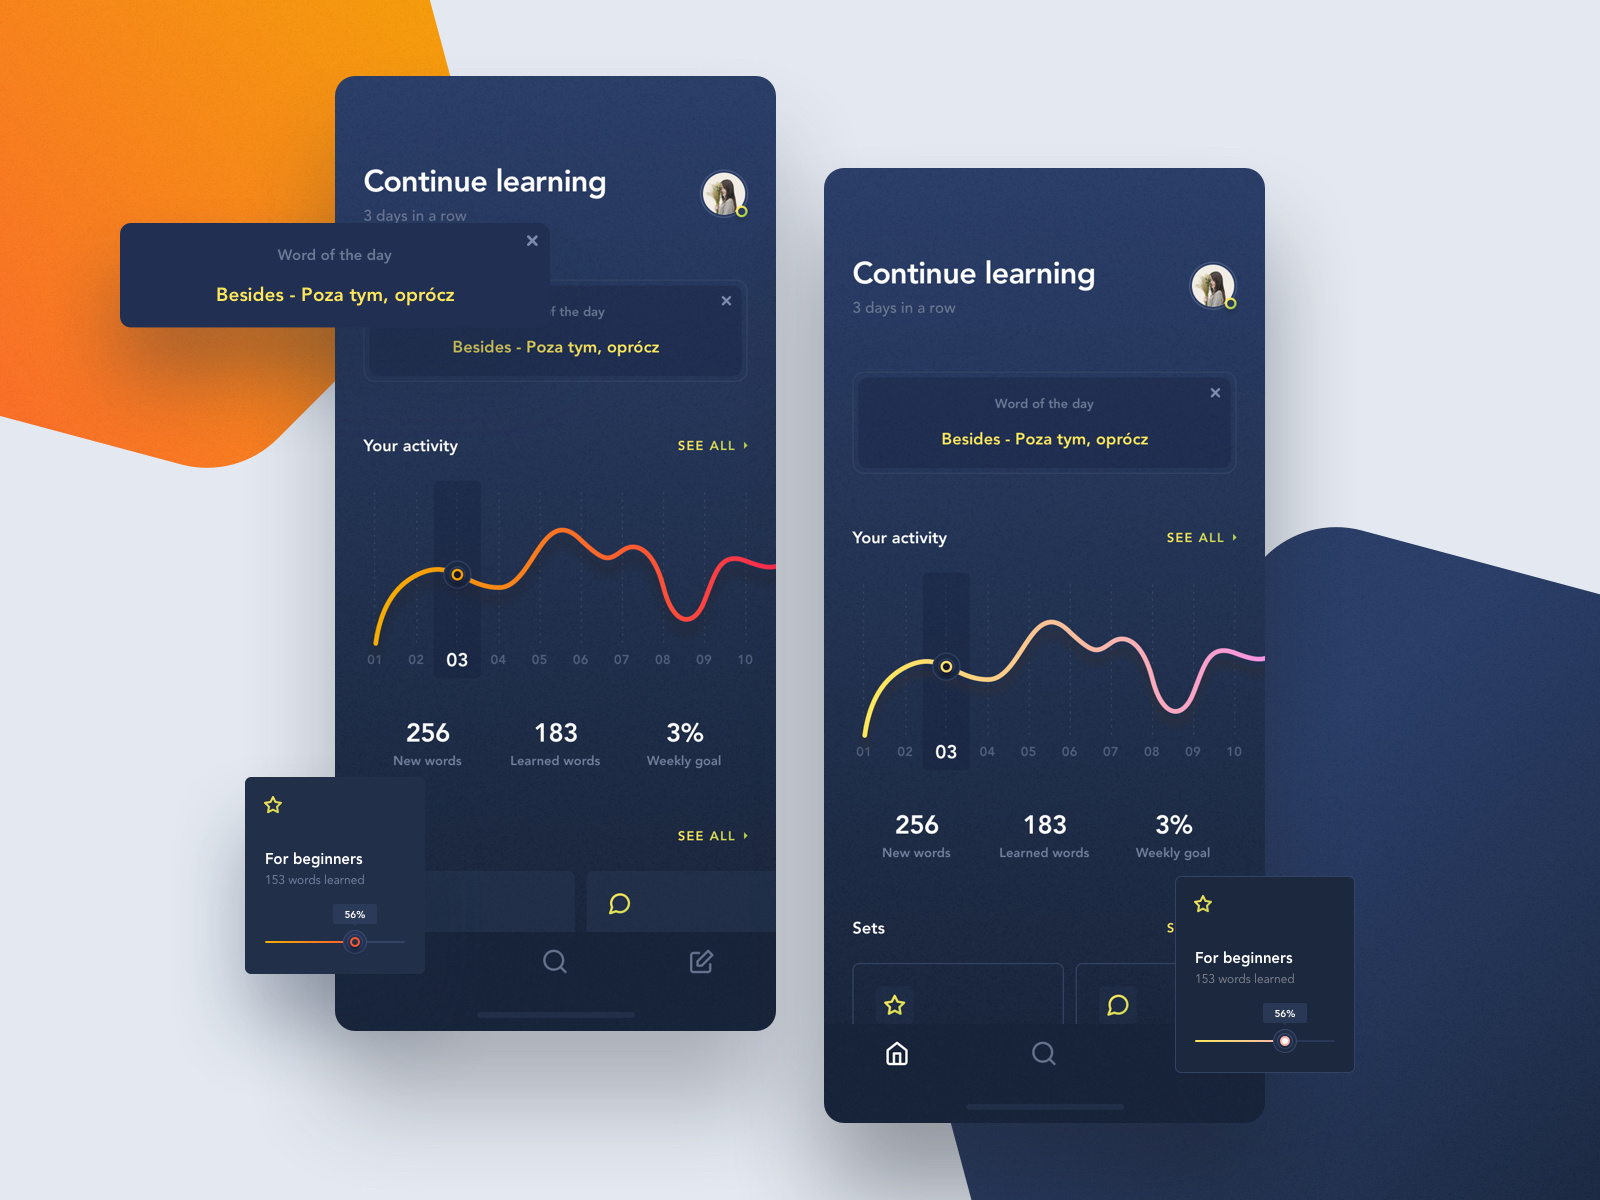 Continue learning
3 days in a row
Word of the day
Besides - Poza tym, oprócz
f the day
Besides - Poza tym, oprócz
Your activity
SEE ALL
01 02 03 04 05 06 07 08 09 10
256 183 3%
New words Learned words Weekly goal
SEE ALL
For beginners
153 words learned
56%
Continue learning
3 days in a row
Word of the day
Besides - Poza tym, oprócz
Your activity
SEE ALL
01 02 03 04 05 06 07 08 09 10
256 183 3%
New words Learned words Weekly goal
Sets
S
For beginners
153 words learned
56%